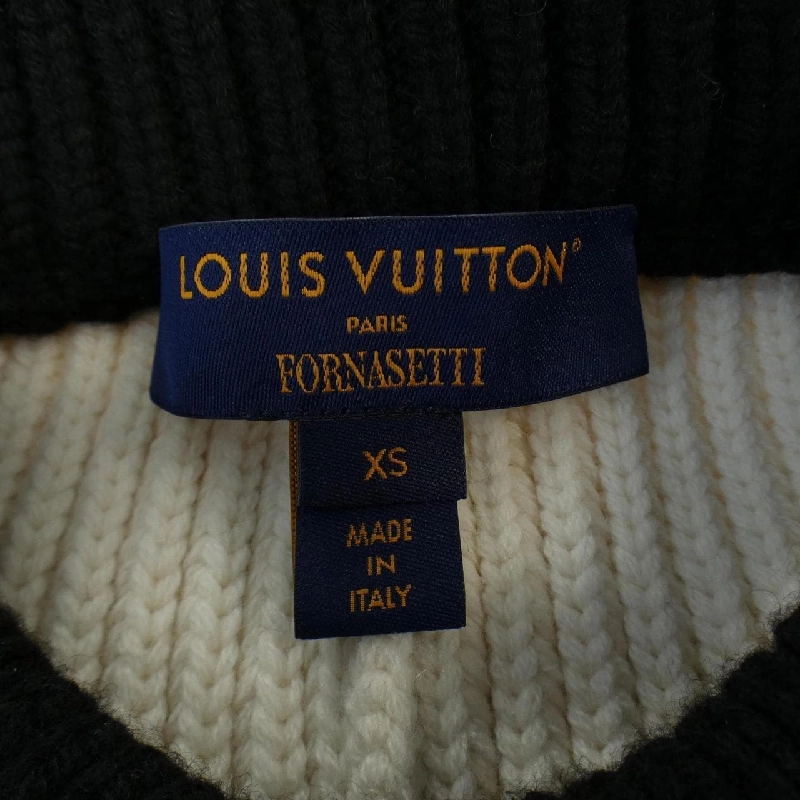 LOUIS VUITTON®
PARIS
FORNASETTI
XS
MADE
IN
ITALY